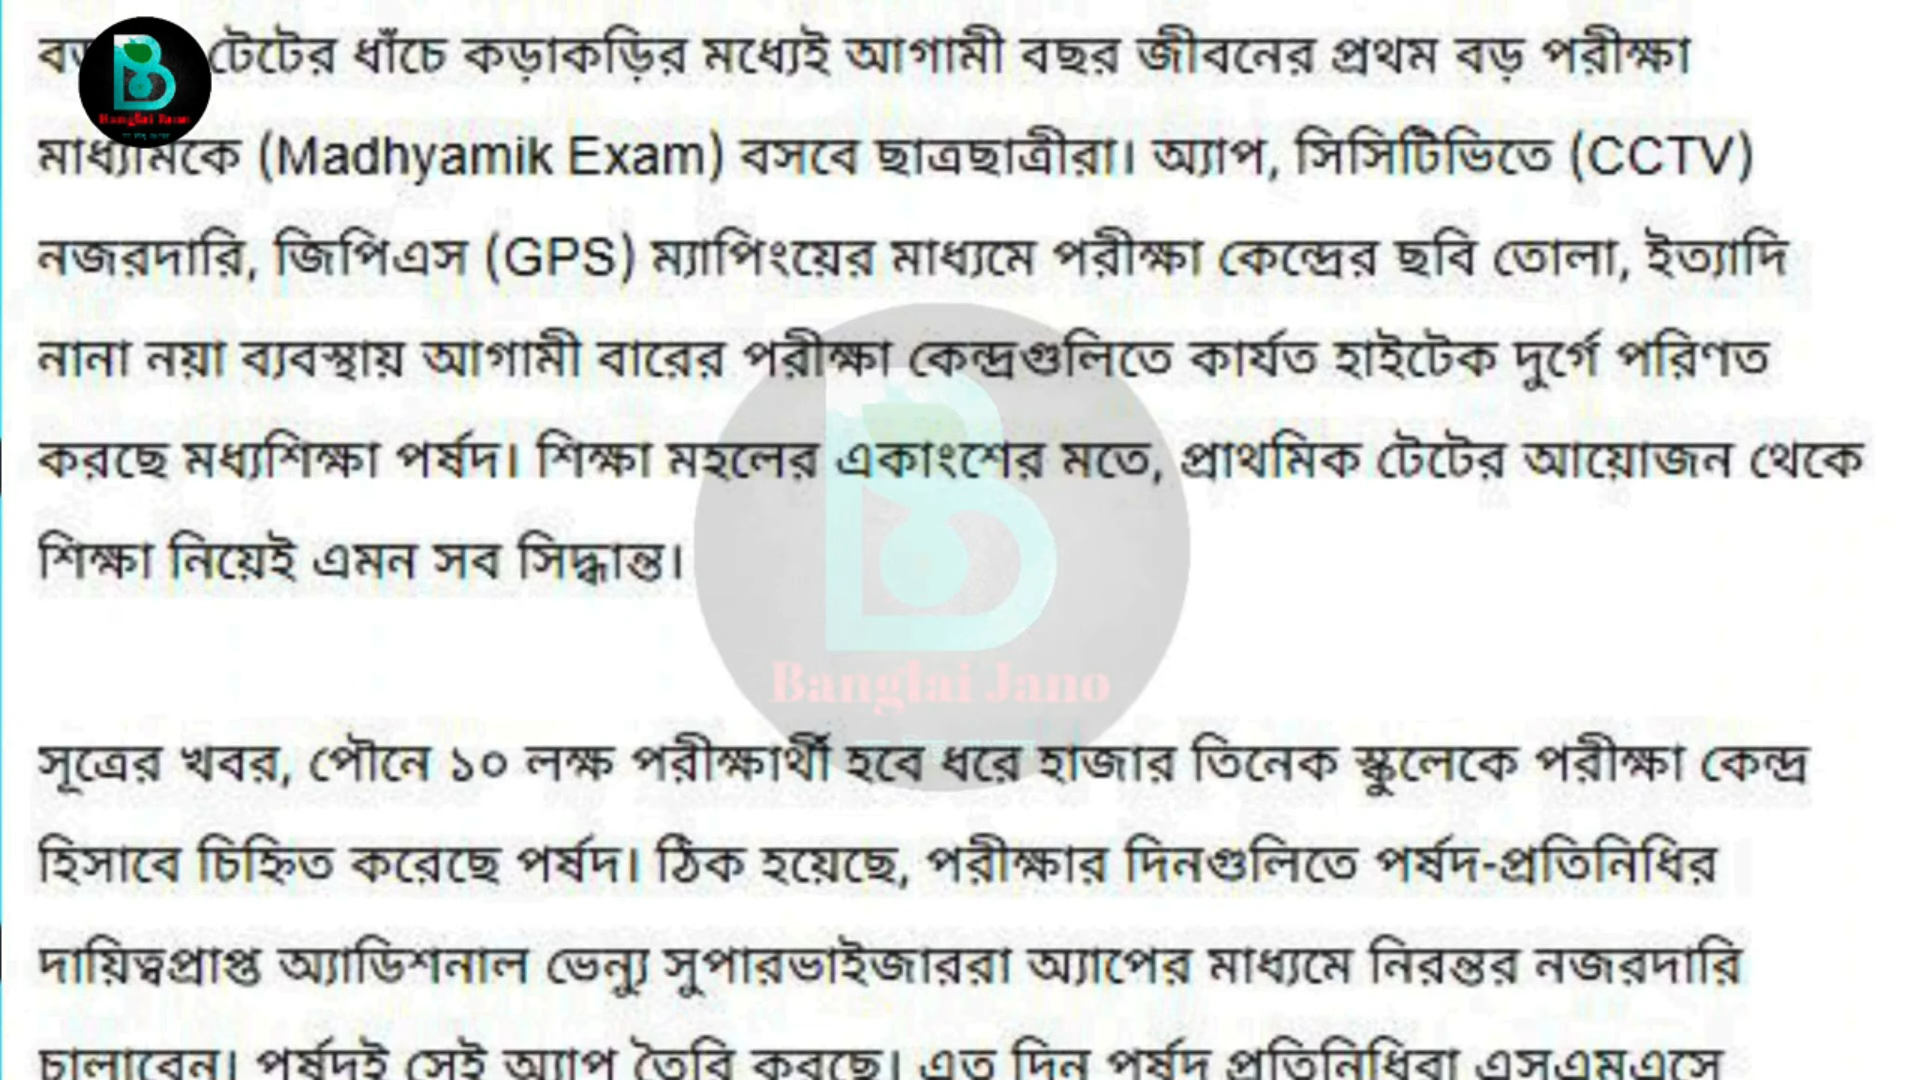 টেটের ধাঁচে কড়াকড়ির মধ্যেই আগামী বছর জীবনের প্রথম বড় পরীক্ষা
Banglai Jano
মাধ্যমিকে (Madhyamik Exam) বসবে ছাত্রছাত্রীরা। অ্যাপ, সিসিটিভিতে (CCTV)
নজরদারি, জিপিএস (GPS) ম্যাপিংয়ের মাধ্যমে পরীক্ষা কেন্দ্রের ছবি তোলা, ইত্যাদি
নানা নয়া ব্যবস্থায় আগামী বারের পরীক্ষা কেন্দ্রগুলিতে কার্যত হাইটেক দুর্গে পরিণত
করছে মধ্যশিক্ষা পর্ষদ। শিক্ষা মহলের একাংশের মতে, প্রাথমিক টেটের আয়োজন থেকে
শিক্ষা নিয়েই এমন সব সিদ্ধান্ত।
Banglai Jano
সূত্রের খবর, পৌনে ১০ লক্ষ পরীক্ষার্থী হবে ধরে হাজার তিনেক স্কুলেকে পরীক্ষা কেন্দ্র
হিসাবে চিহ্নিত করেছে পর্ষদ। ঠিক হয়েছে, পরীক্ষার দিনগুলিতে পর্ষদ-প্রতিনিধির
দায়িত্বপ্রাপ্ত অ্যাডিশনাল ভেন্যু সুপারভাইজাররা অ্যাপের মাধ্যমে নিরন্তর নজরদারি
চালাবেন। পর্ষদই সেই অ্যাপ তৈরি করছে। এত দিন পর্ষদ প্রতিনিধিরা এসএমএসে